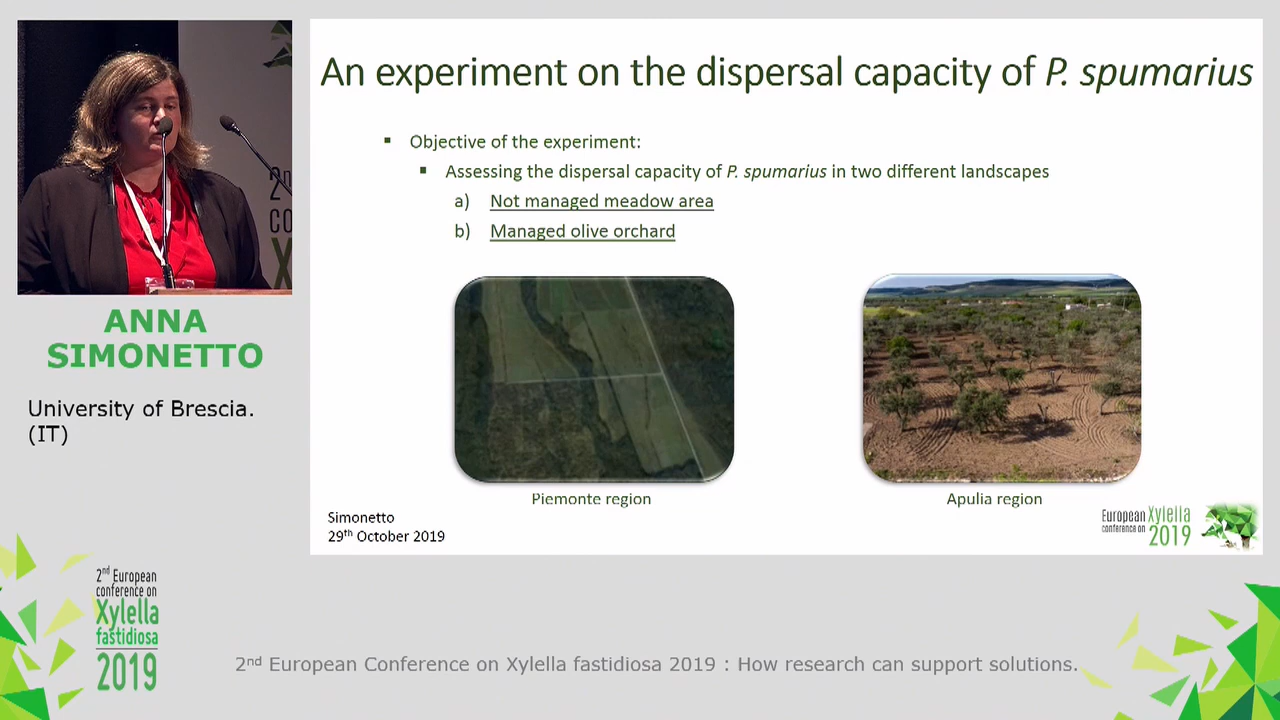 An experiment on the dispersal capacity of P. spumarius
▪ Objective of the experiment:
▪ Assessing the dispersal capacity of P. spumarius in two different landscapes
a) Not managed meadow area
b) Managed olive orchard
Piemonte region
Apulia region
Simonetto
29th October 2019
European Xylella
conference on
2019
2n
CO
X
ANNA
SIMONETTO
University of Brescia.
(IT)
2nd European
conference on
Xylella
fastidiosa
2019
2nd European Conference on Xylella fastidiosa 2019 : How research can support solutions.